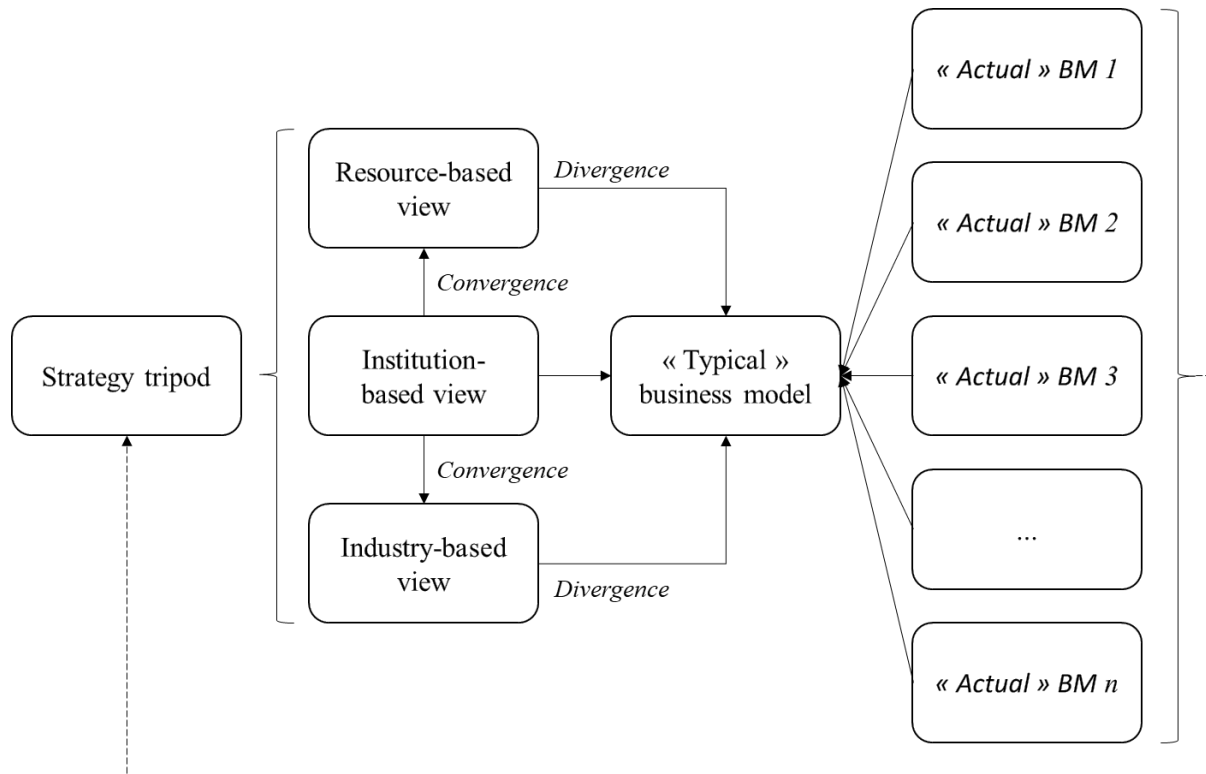 Strategy tripod
Resource-based
view
Divergence
Convergence
Institution-
based view
Convergence
Industry-based
view
Divergence
« Typical »
business model
« Actual » BM 1
« Actual » BM 2
« Actual » BM 3
...
« Actual » BM n